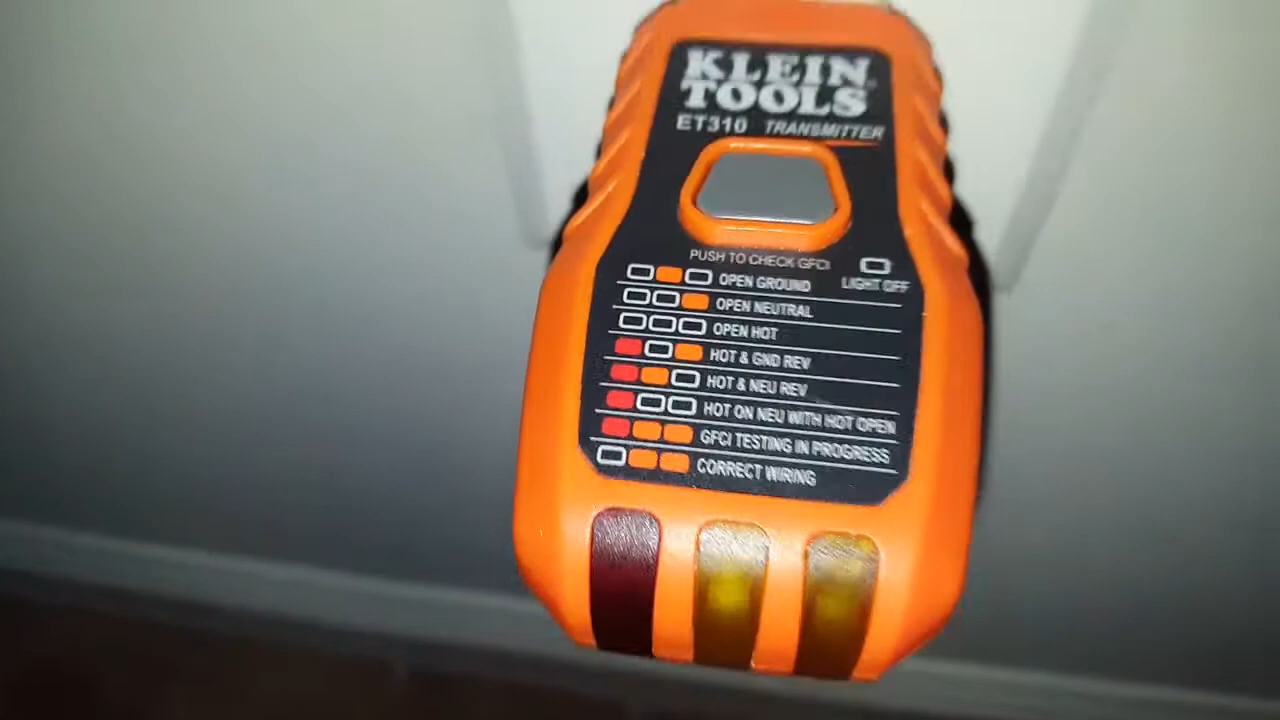 KLEIN
TOOLS
ET310 TRANSMITTER
PUSH TO CHECK GFCI
LIGHT OFF
OPEN GROUND
OPEN NEUTRAL
OPEN HOT
HOT & GND REV
HOT & NEU REV
HOT ON NEU WITH HOT OPEN
GFCI TESTING IN PROGRESS
CORRECT WIRING